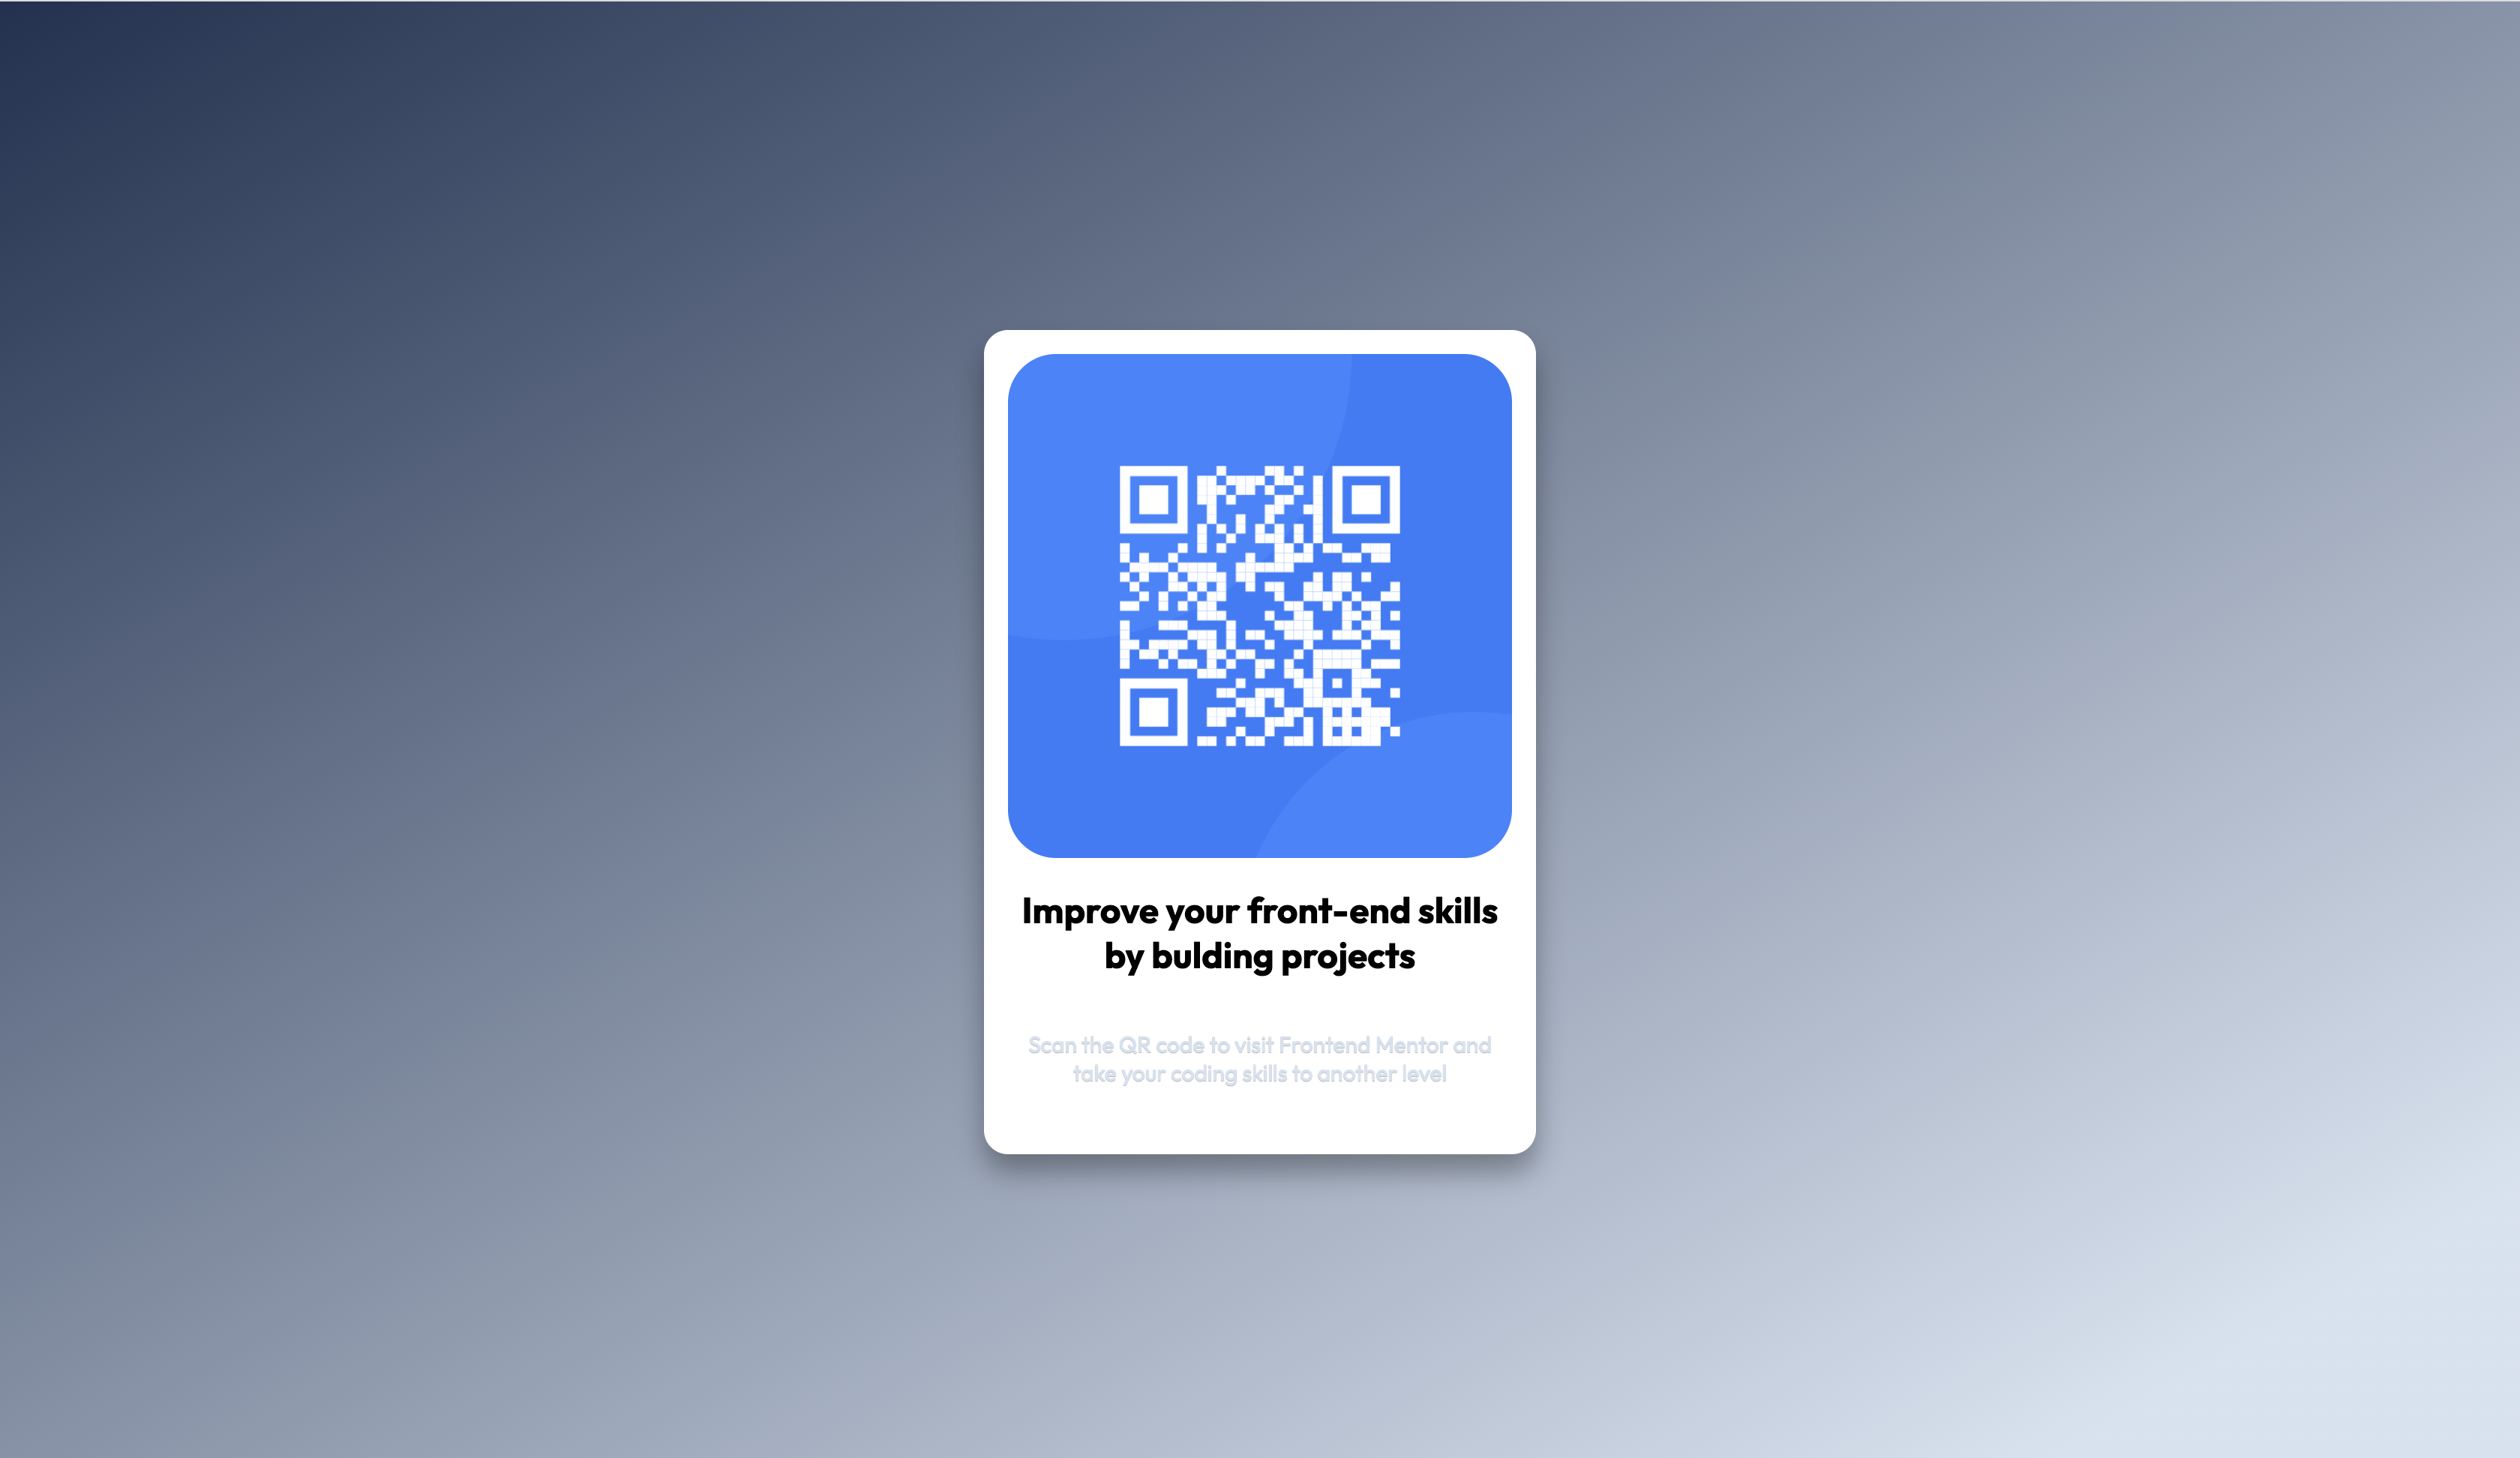 Improve your front-end skills
by bulding projects
Scan the QR code to visit Frontend Mentor and
take your coding skills to another level